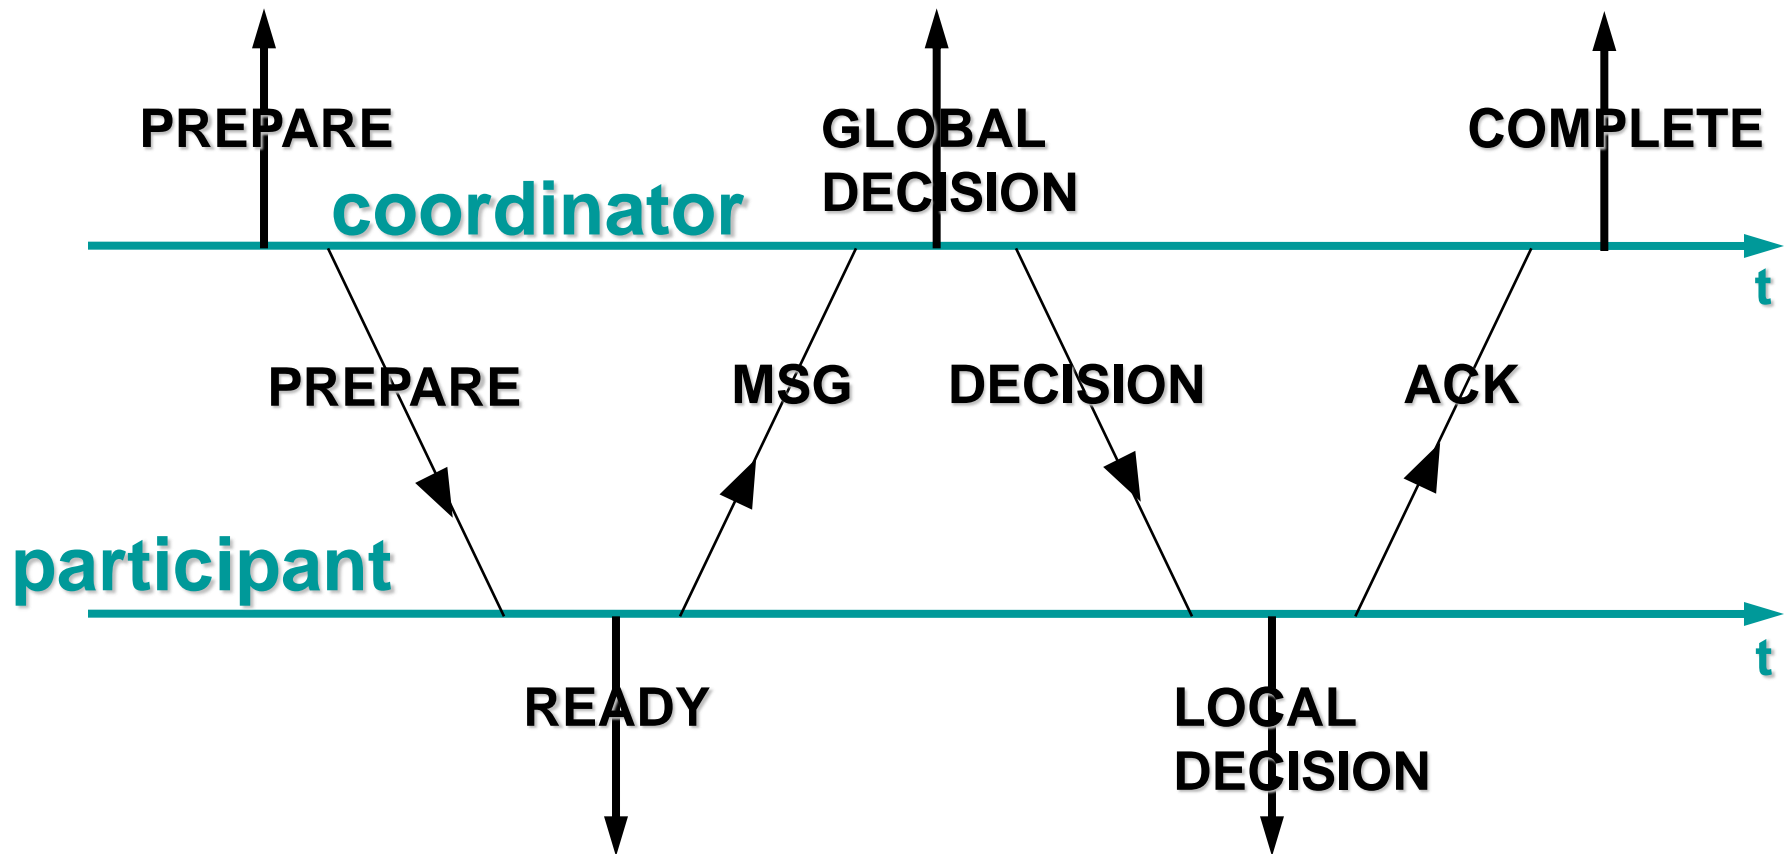 PREPARE
GLOBAL
DECISION
COMPLETE
coordinator
t
PREPARE
MSG
DECISION
ACK
participant
t
READY
LOCAL
DECISION